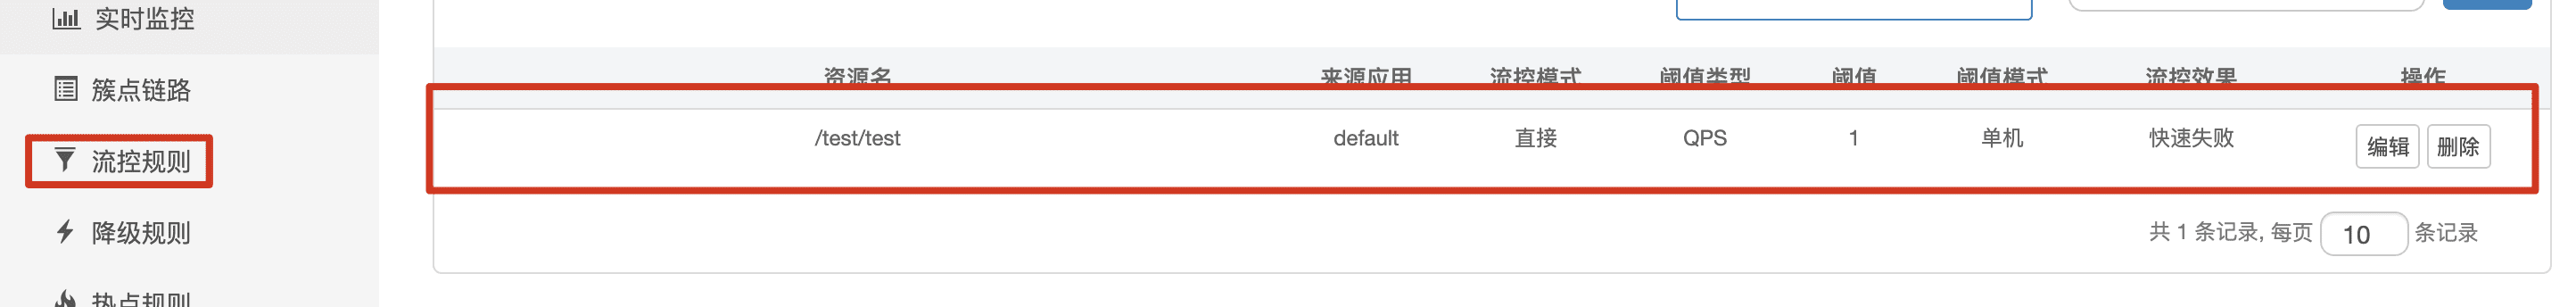 实时监控
簇点链路
流控规则
降级规则
热点规则
资源名 来源应用 流控模式 阈值类型 阈值 阈值模式 流控效果 操作
/test/test default 直接 QPS 1 单机 快速失败 编辑 删除
共 1 条记录, 每页 10 条记录